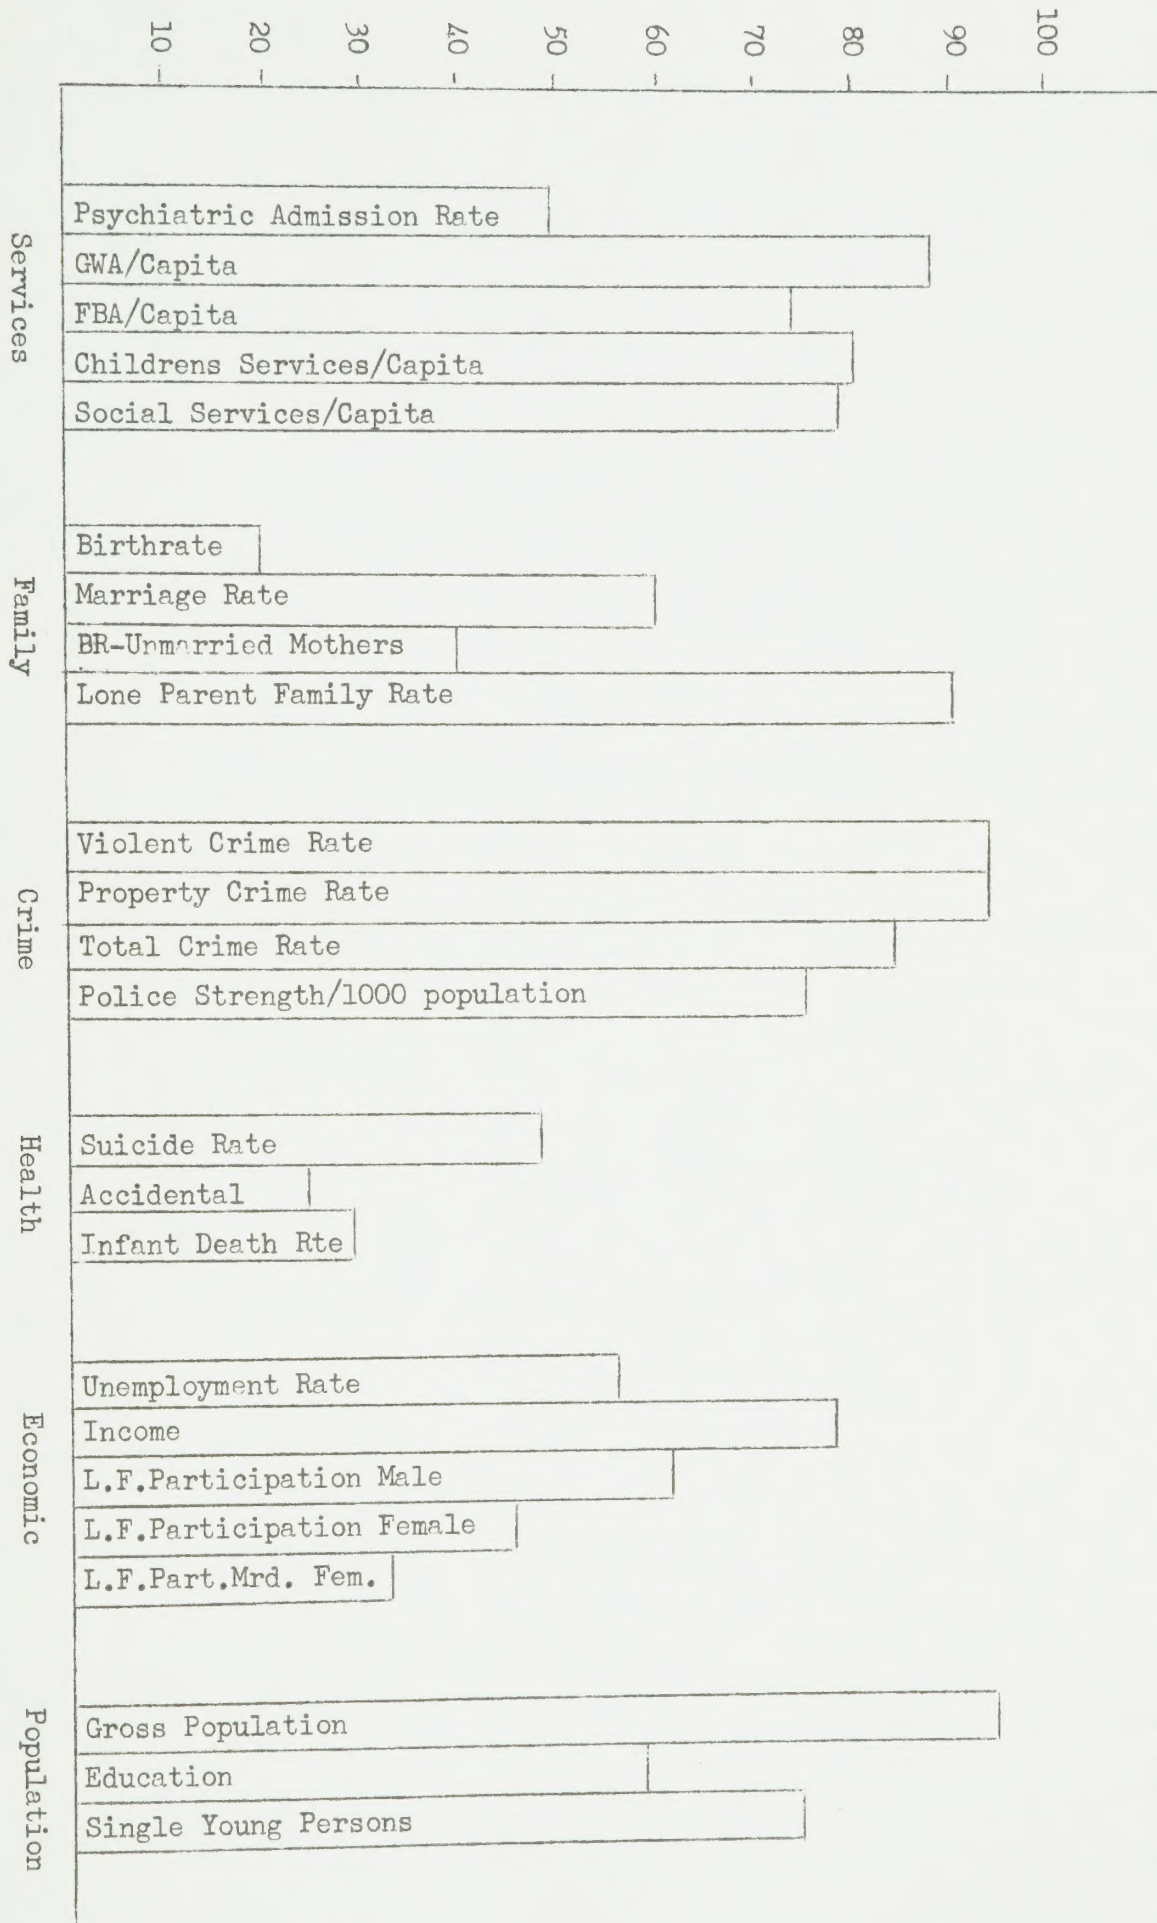 10 20 30 40 50 60 70 80 90 100
Services
Psychiatric Admission Rate
GWA/Capita
FBA/Capita
Childrens Services/Capita
Social Services/Capita
Family
Birthrate
Marriage Rate
BR-Unmarried Mothers
Lone Parent Family Rate
Crime
Violent Crime Rate
Property Crime Rate
Total Crime Rate
Police Strength/1000 population
Health
Suicide Rate
Accidental
Infant Death Rte
Economic
Unemployment Rate
Income
L.F.Participation Male
L.F.Participation Female
L.F.Part.Mrd. Fem.
Population
Gross Population
Education
Single Young Persons